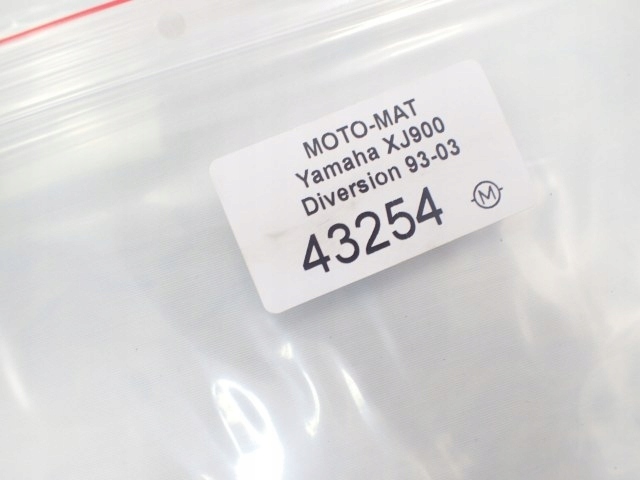 MOTO-MAT
Yamaha XJ900
Diversion 93-03
43254
M